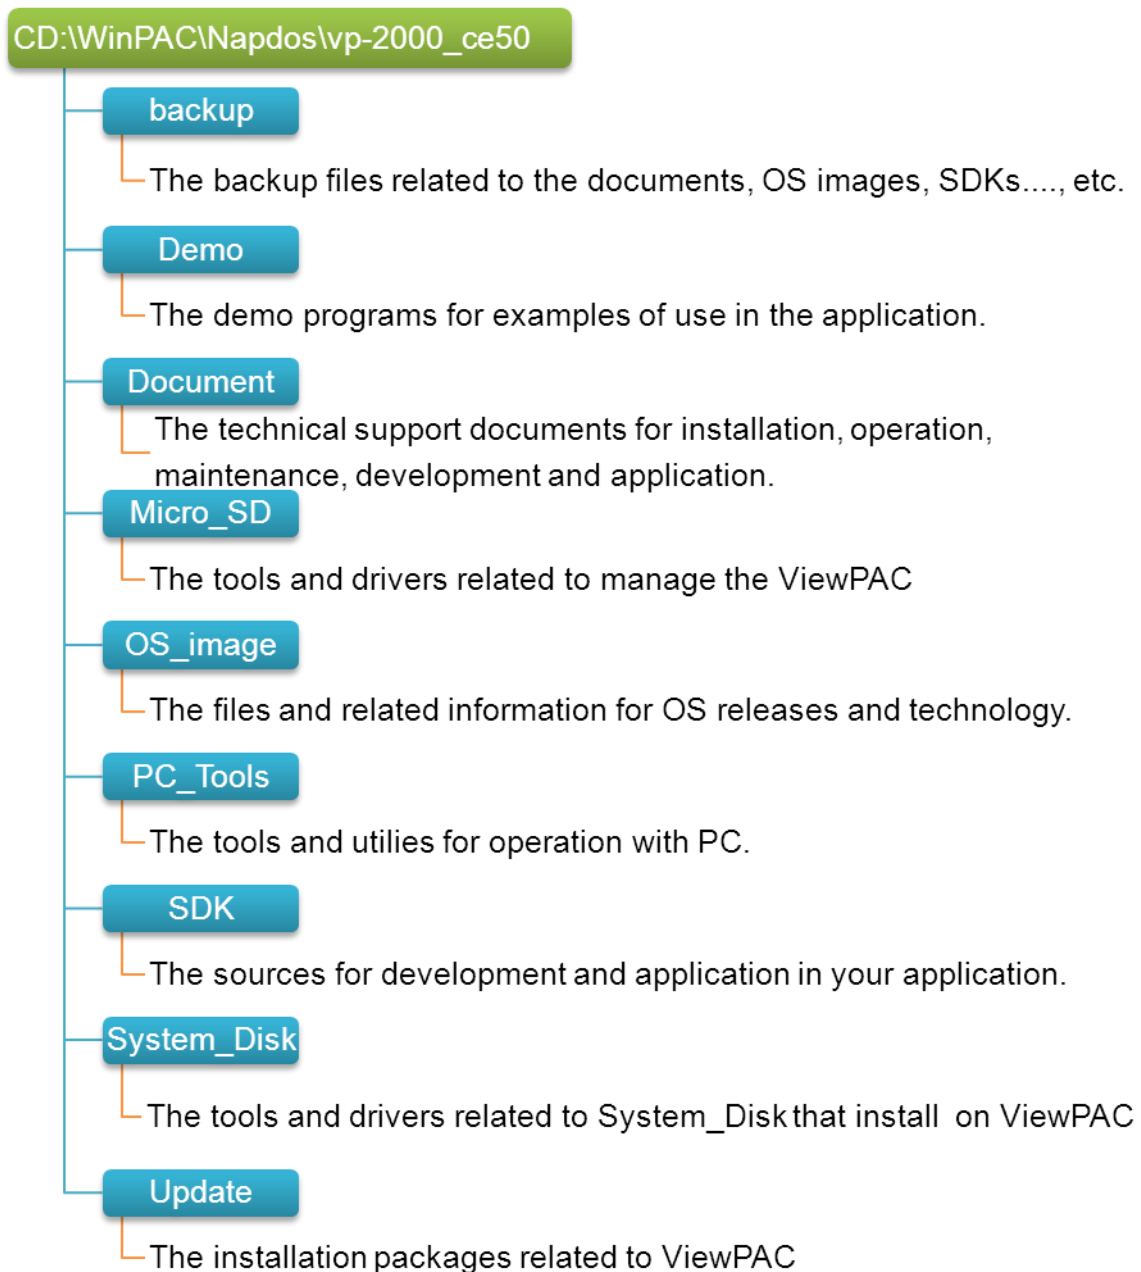 CD:\WinPAC\Napdos\vp-2000_ce50
backup
The backup files related to the documents, OS images, SDKs...., etc.
Demo
The demo programs for examples of use in the application.
Document
The technical support documents for installation, operation,
maintenance, development and application.
Micro_SD
The tools and drivers related to manage the ViewPAC
OS_image
The files and related information for OS releases and technology.
PC_Tools
The tools and utilies for operation with PC.
SDK
The sources for development and application in your application.
System_Disk
The tools and drivers related to System_Disk that install on ViewPAC
Update
The installation packages related to ViewPAC